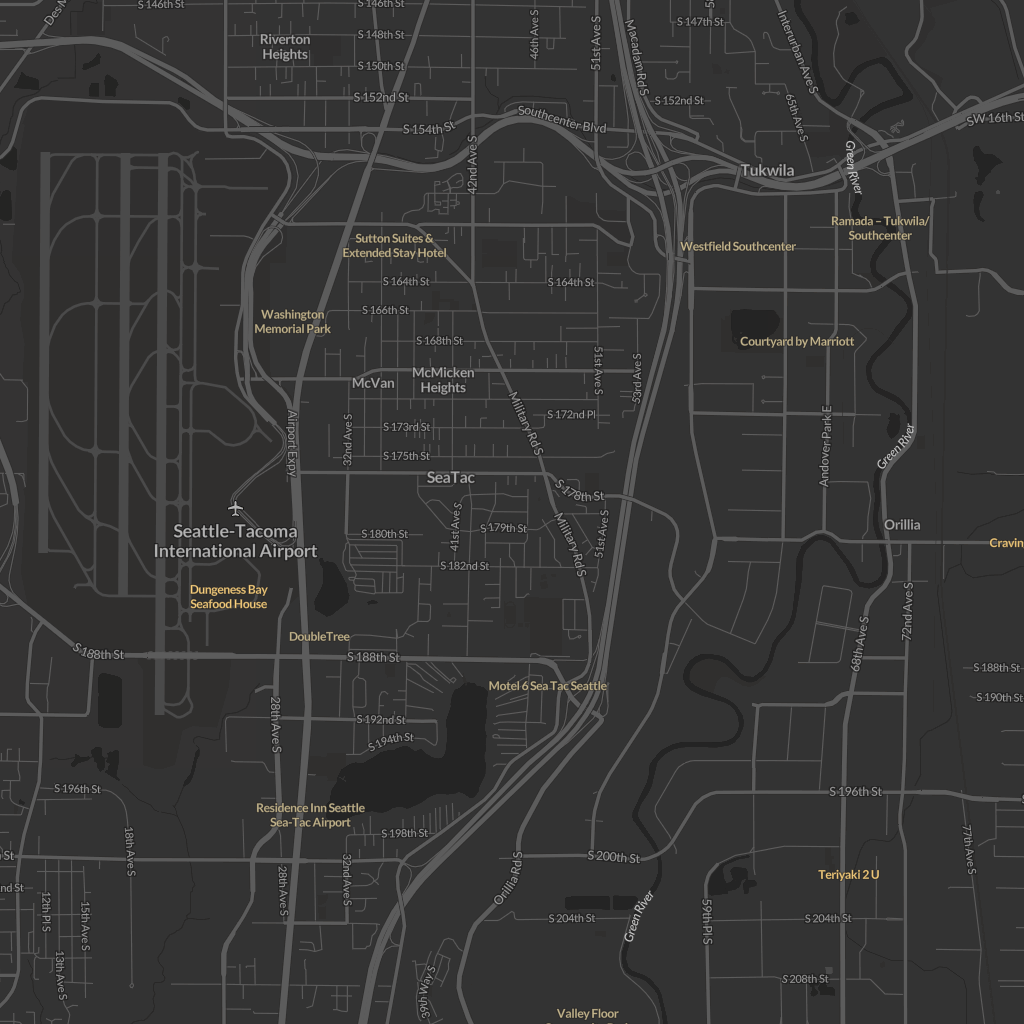 S 146th St
S 146th St
S 147th St
Riverton
Heights
S 148th St
46th Ave S
51st Ave S
Macadam Rd S
Interurban Ave S
S 150th St
S 152nd St
S 152nd St
65th Ave S
SW 16th St
S 154th St
Southcenter Blvd
42nd Ave S
Tukwila
Green River
Ramada – Tukwila/
Southcenter
Sutton Suites &
Extended Stay Hotel
Westfield Southcenter
S 164th St
S 164th St
Washington
Memorial Park
S 166th St
S 168th St
Courtyard by Marriott
McVan
McMicken
Heights
51st Ave S
53rd Ave S
Military Rd S
S 172nd Pl
Airport Expy
32nd Ave S
S 173rd St
Andover Park E
Green River
S 175th St
SeaTac
S 178th St
Seattle-Tacoma
International Airport
41st Ave S
S 179th St
51st Ave S
Military Rd S
S 180th St
Orillia
Cravin
S 182nd St
Dungeness Bay
Seafood House
72nd Ave S
68th Ave S
DoubleTree
S 188th St
S 188th St
S 188th St
Motel 6 Sea Tac Seattle
S 190th St
28th Ave S
S 192nd St
S 194th St
S 196th St
S 196th St
Residence Inn Seattle
Sea-Tac Airport
S 198th St
18th Ave S
77th Ave S
St
S 200th St
Orillia Rd S
28th Ave S
32nd Ave S
Teriyaki 2 U
nd St
12th Pl S
15th Ave S
S 204th St
Green River
59th Pl S
S 204th St
13th Ave S
39th Way S
S 208th St
Valley Floor